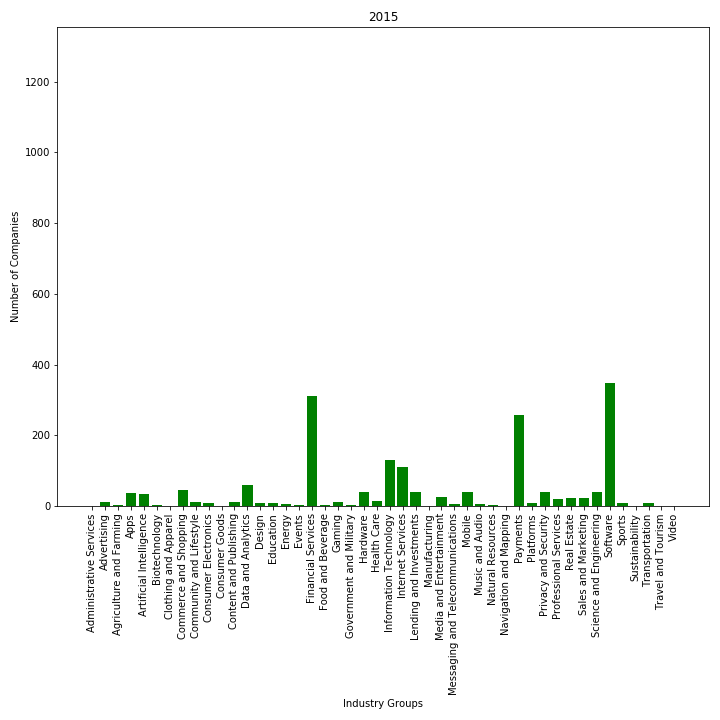 2015
1200
1000
800
600
400
200
0
Number of Companies
Administrative Services
Advertising
Agriculture and Farming
Apps
Artificial Intelligence
Biotechnology
Clothing and Apparel
Commerce and Shopping
Community and Lifestyle
Consumer Electronics
Consumer Goods
Content and Publishing
Data and Analytics
Design
Education
Energy
Events
Financial Services
Food and Beverage
Gaming
Government and Military
Hardware
Health Care
Information Technology
Internet Services
Lending and Investments
Manufacturing
Media and Entertainment
Messaging and Telecommunications
Mobile
Music and Audio
Natural Resources
Navigation and Mapping
Payments
Platforms
Privacy and Security
Professional Services
Real Estate
Sales and Marketing
Science and Engineering
Software
Sports
Sustainability
Transportation
Travel and Tourism
Video
Industry Groups